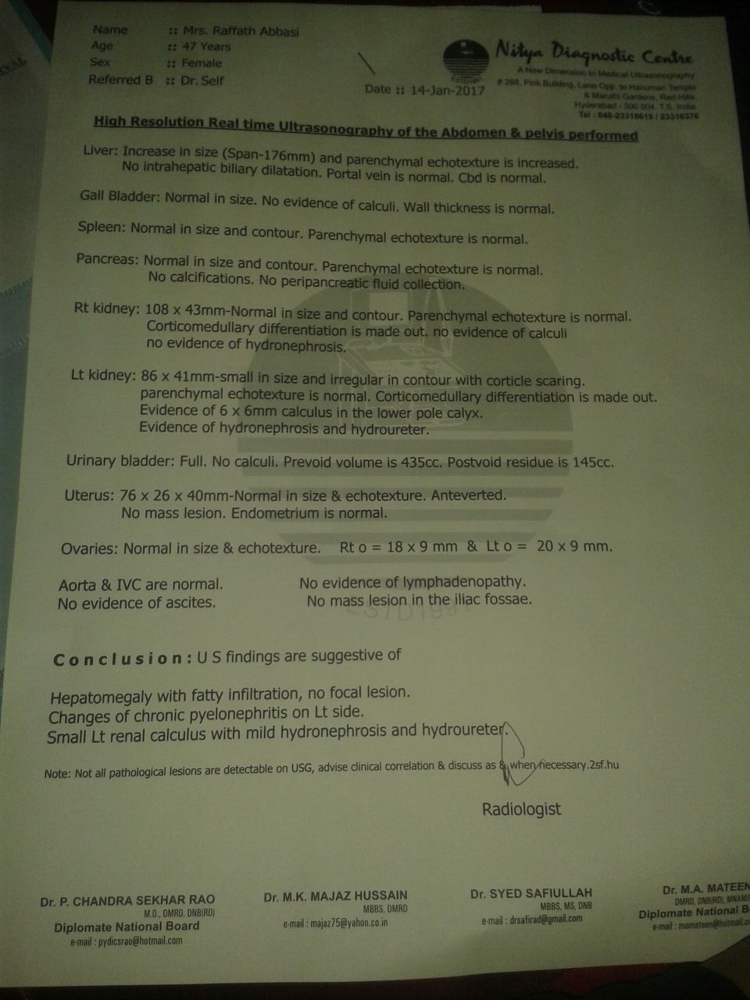 Name :: Mrs. Raffath Abbasi
Age :: 47 Years
Sex :: Female
Referred B :: Dr. Self
Date :: 14-Jan-2017
Nitya Diagnostic Centre
A New Dimension in Medical Ultrasonography
# 288, Pink Building, Lane Opp. to Hanuman Temple
& Maruthi Gardens, Red Hills,
Hyderabad - 500 004. T.S. India.
Tel : 040-23318619 / 23316376
High Resolution Real time Ultrasonography of the Abdomen & pelvis performed
Liver: Increase in size (Span-176mm) and parenchymal echotexture is increased.
No intrahepatic biliary dilatation. Portal vein is normal. Cbd is normal.
Gall Bladder: Normal in size. No evidence of calculi. Wall thickness is normal.
Spleen: Normal in size and contour. Parenchymal echotexture is normal.
Pancreas: Normal in size and contour. Parenchymal echotexture is normal.
No calcifications. No peripancreatic fluid collection.
Rt kidney: 108 x 43mm-Normal in size and contour. Parenchymal echotexture is normal.
Corticomedullary differentiation is made out. no evidence of calculi
no evidence of hydronephrosis.
Lt kidney: 86 x 41mm-small in size and irregular in contour with corticle scaring.
parenchymal echotexture is normal. Corticomedullary differentiation is made out.
Evidence of 6 x 6mm calculus in the lower pole calyx.
Evidence of hydronephrosis and hydroureter.
Urinary bladder: Full. No calculi. Prevoid volume is 435cc. Postvoid residue is 145cc.
Uterus: 76 x 26 x 40mm-Normal in size & echotexture. Anteverted.
No mass lesion. Endometrium is normal.
Ovaries: Normal in size & echotexture. Rt o = 18 x 9 mm & Lt o = 20 x 9 mm.
Aorta & IVC are normal. No evidence of lymphadenopathy.
No evidence of ascites. No mass lesion in the iliac fossae.
Conclusion: U S findings are suggestive of
Hepatomegaly with fatty infiltration, no focal lesion.
Changes of chronic pyelonephritis on Lt side.
Small Lt renal calculus with mild hydronephrosis and hydroureter.
Note: Not all pathological lesions are detectable on USG, advise clinical correlation & discuss as & when necessary.2sf.hu
Radiologist
Dr. P. CHANDRA SEKHAR RAO
M.D., DMRD, DNB(RD)
Diplomate National Board
e-mail : pydicsrao@hotmail.com
Dr. M.K. MAJAZ HUSSAIN
MBBS, DMRD
e-mail : majaz75@yahoo.co.in
Dr. SYED SAFIULLAH
MBBS, MS, DNB
e-mail : drsafirad@gmail.com
Dr. M.A. MATEEN
DMRD, DNB(RD), MNAMS
Diplomate National B
e-mail : mamateen@hotmail.co